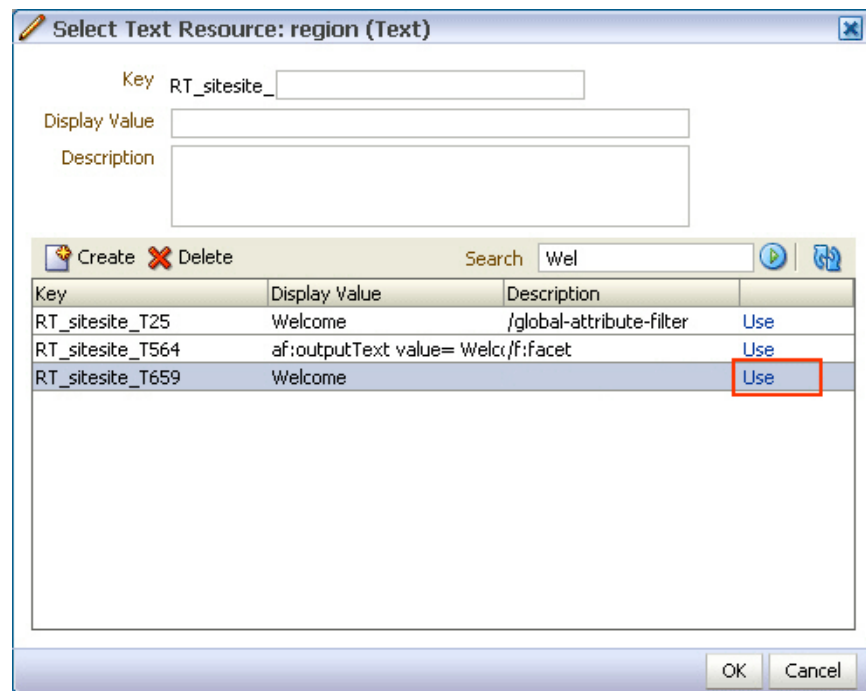 Select Text Resource: region (Text)
Key RT_sitesite_
Display Value
Description
Create Delete Search Wel
Key Display Value Description
RT_sitesite_T25 Welcome /global-attribute-filter Use
RT_sitesite_T564 af:outputText value= Welc /f:facet Use
RT_sitesite_T659 Welcome Use
OK Cancel